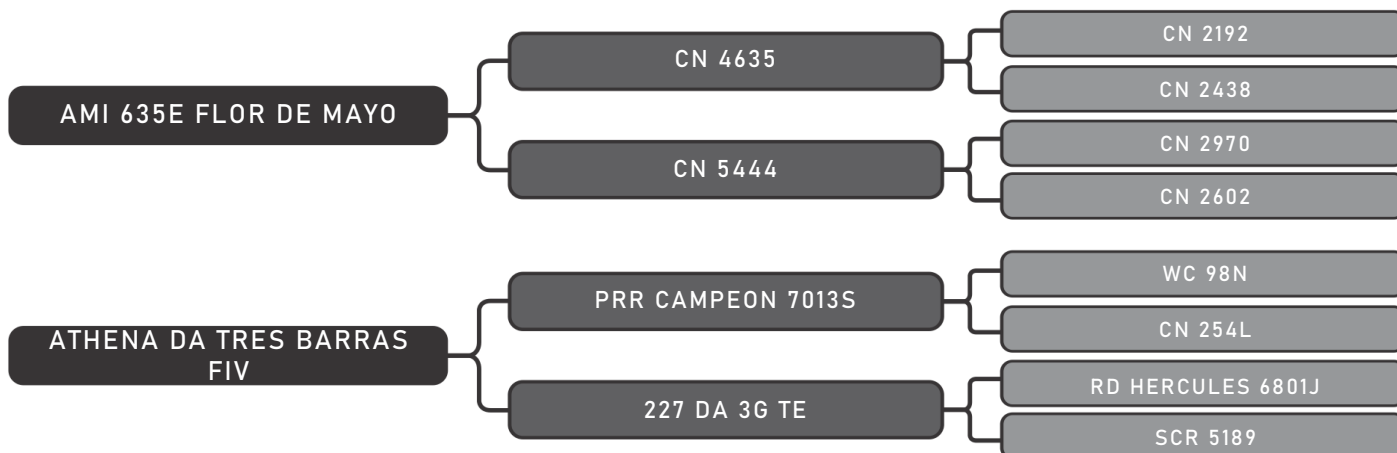 AMI 635E FLOR DE MAYO
CN 4635
CN 5444
CN 2192
CN 2438
CN 2970
CN 2602
ATHENA DA TRES BARRAS
FIV
PRR CAMPEON 7013S
227 DA 3G TE
WC 98N
CN 254L
RD HERCULES 6801J
SCR 5189